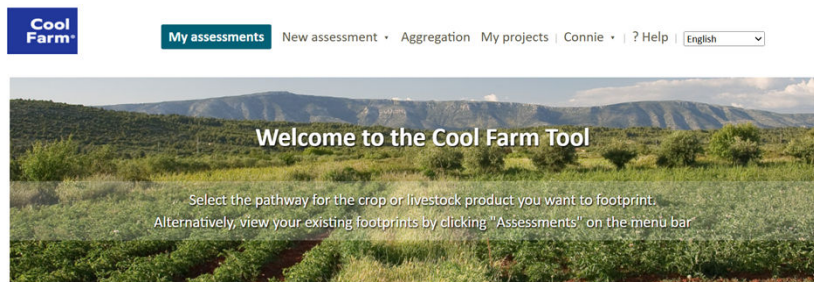 Cool
Farm®
My assessments New assessment Aggregation My projects | Connie | ? Help | English
Welcome to the Cool Farm Tool
Select the pathway for the crop or livestock product you want to footprint.
Alternatively, view your existing footprints by clicking "Assessments" on the menu bar